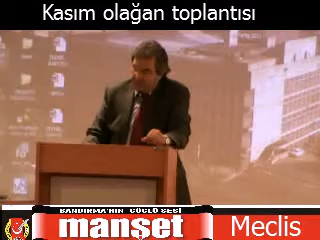 Kasım olağan toplantısı
BANDIRMA'NIN GÜÇLÜ SESİ
manşet
Meclis